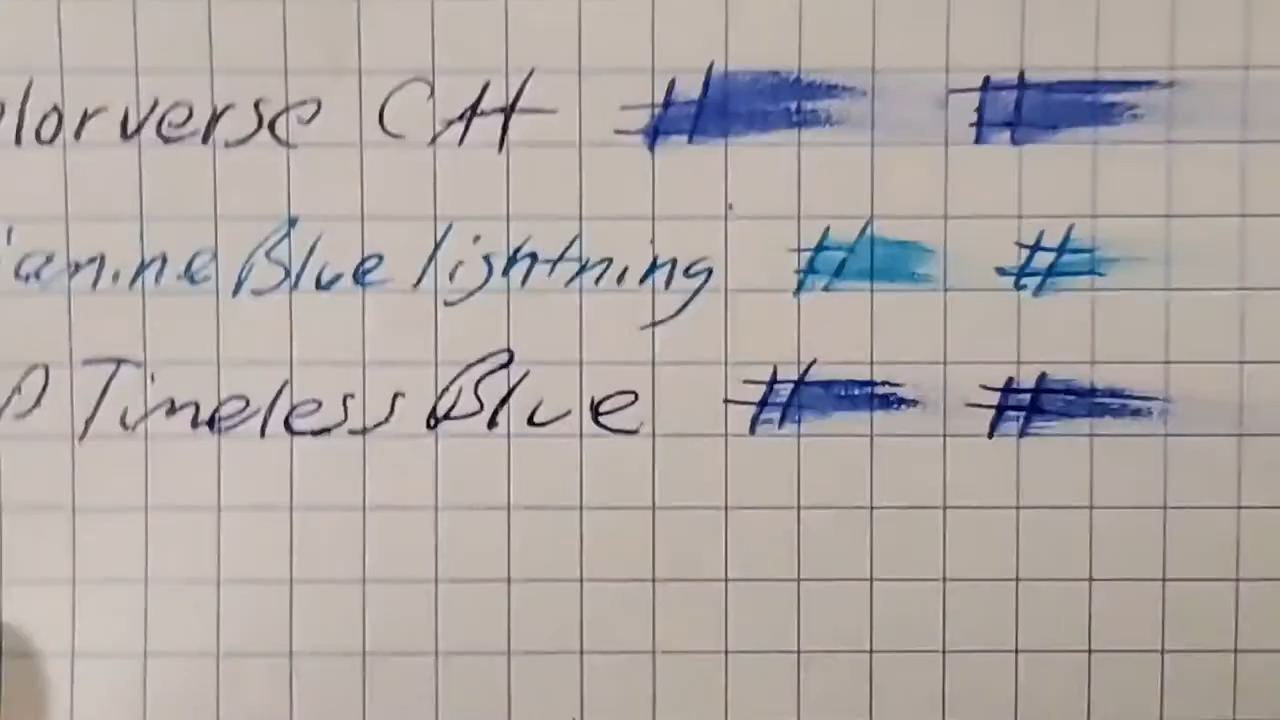 lorverse CH # #
anine Blue lightning # #
D Timeless Blue # #